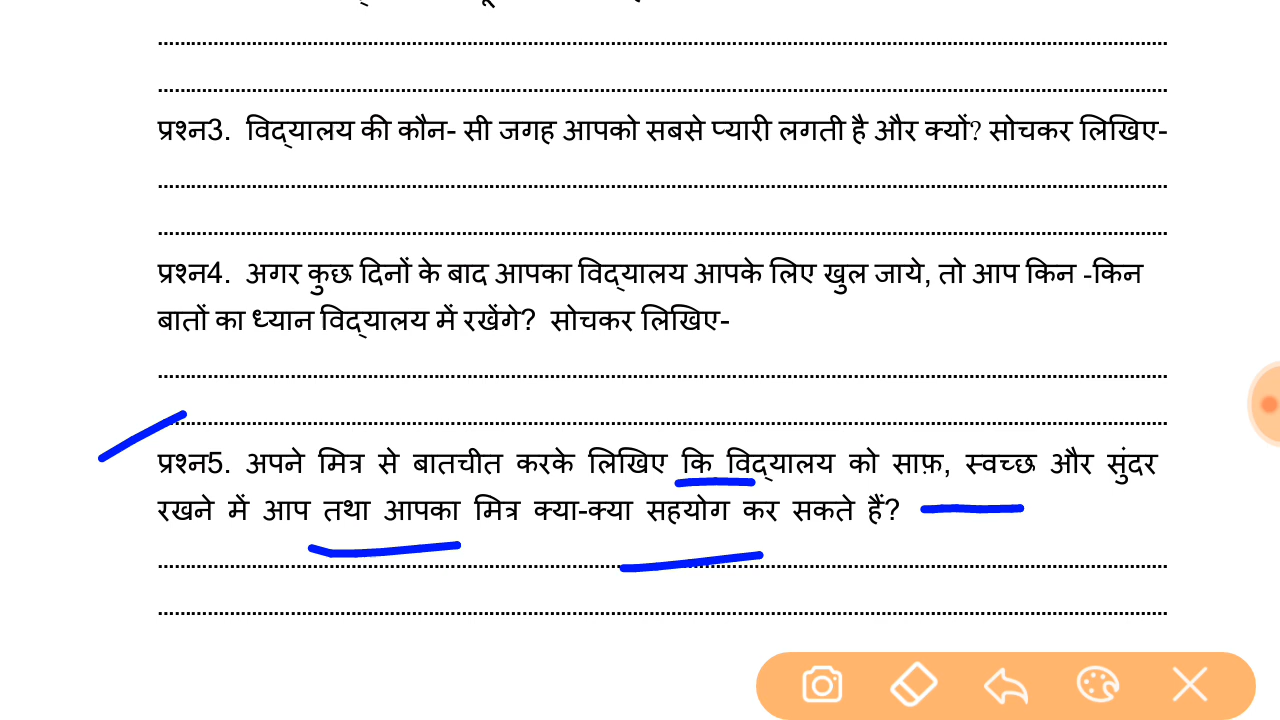 प्रश्न3. विद्यालय की कौन- सी जगह आपको सबसे प्यारी लगती है और क्यों? सोचकर लिखिए-
प्रश्न4. अगर कुछ दिनों के बाद आपका विद्यालय आपके लिए खुल जाये, तो आप किन -किन
बातों का ध्यान विद्यालय में रखेंगे? सोचकर लिखिए-
प्रश्न5. अपने मित्र से बातचीत करके लिखिए कि विद्यालय को साफ़, स्वच्छ और सुंदर
रखने में आप तथा आपका मित्र क्या-क्या सहयोग कर सकते हैं?